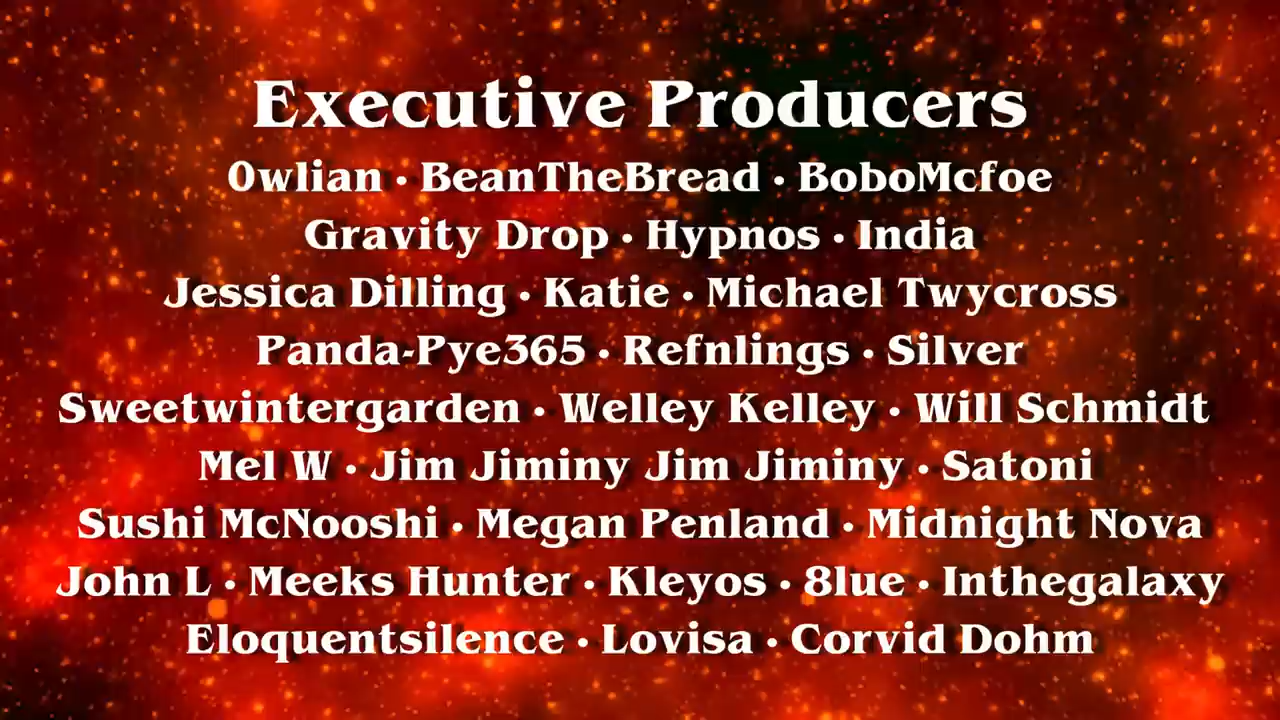 Executive Producers
0wlian • BeanTheBread • BoboMcfoe
Gravity Drop • Hypnos • India
Jessica Dilling • Katie • Michael Twycross
Panda-Pye365 • Refnlings • Silver
Sweetwintergarden • Welley Kelley • Will Schmidt
Mel W • Jim Jiminy Jim Jiminy • Satoni
Sushi McNooshi • Megan Penland • Midnight Nova
John L • Meeks Hunter • Kleyos • 8lue • Inthegalaxy
Eloquentsilence • Lovisa • Corvid Dohm